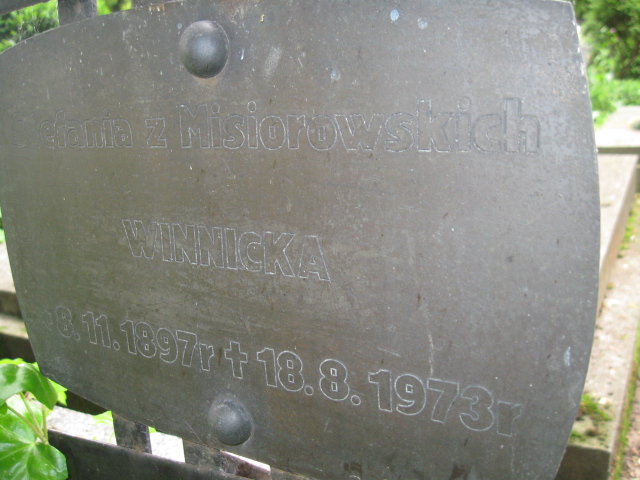 Stefania z Misiorowskich
WINNICKA
8.11.1897r † 18.8.1973r